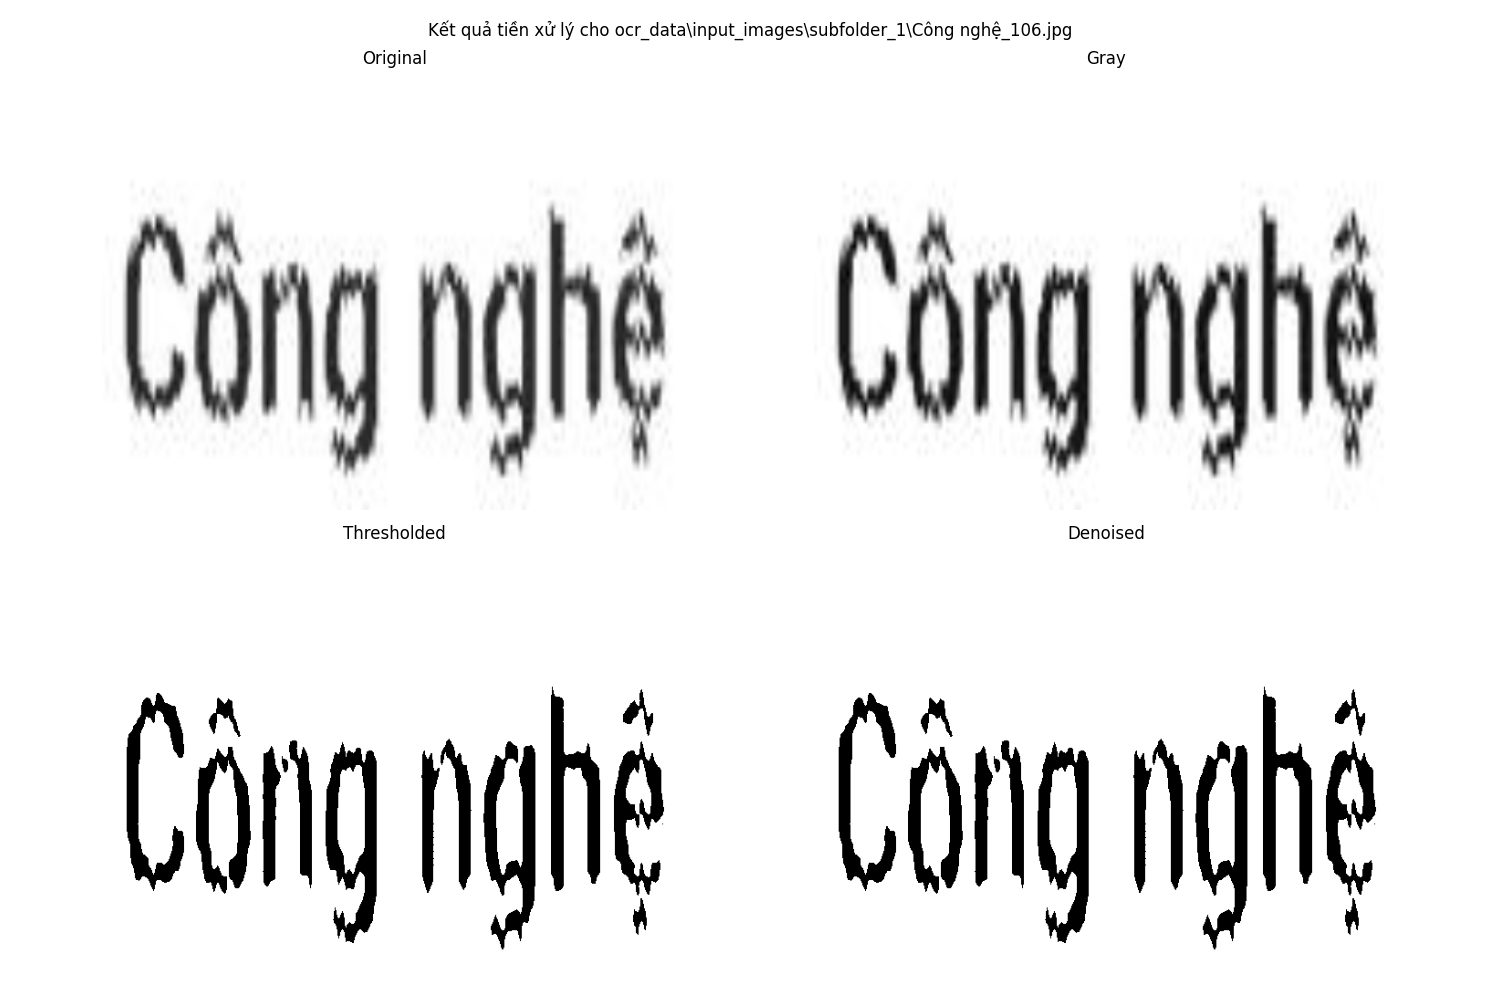 Kết quả tiền xử lý cho ocr_data\input_images\subfolder_1\Công nghệ_106.jpg
Original
Gray
Công nghệ
Công nghệ
Thresholded
Denoised
Công nghệ
Công nghệ